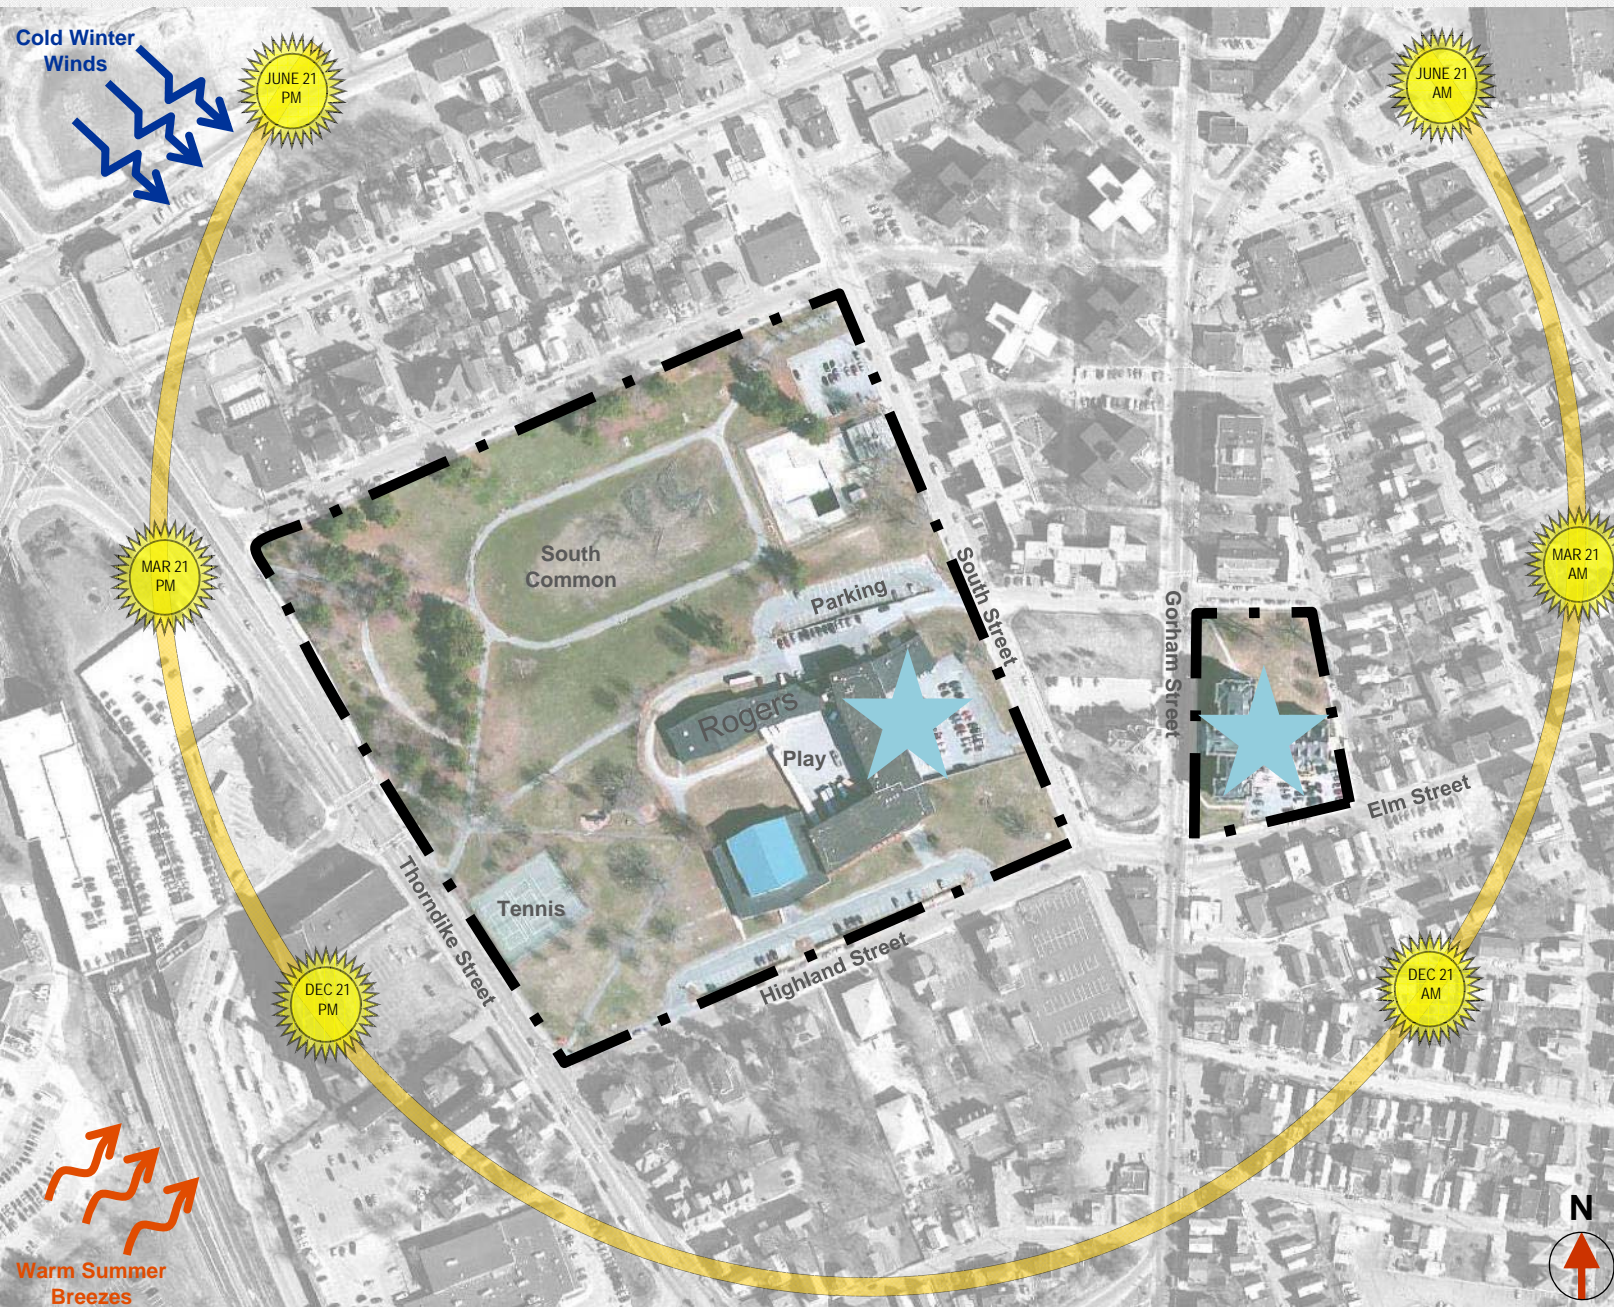 Cold Winter
Winds
JUNE 21
PM
JUNE 21
AM
South
Common
Parking
South Street
MAR 21
PM
MAR 21
AM
Gorham Street
Rogers
Play
Elm Street
Tennis
Thorndike Street
Highland Street
DEC 21
PM
DEC 21
AM
Warm Summer
Breezes
N